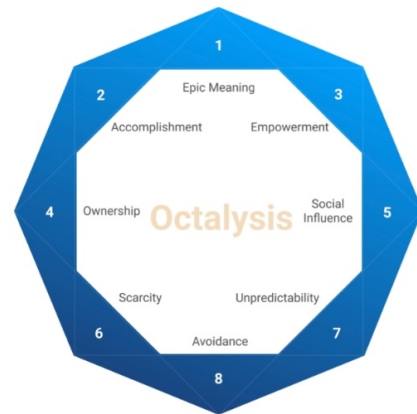 1
Epic Meaning
2
3
Accomplishment
Empowerment
4
Ownership
Octalysis
Social
Influence
5
Scarcity
Unpredictability
6
7
Avoidance
8